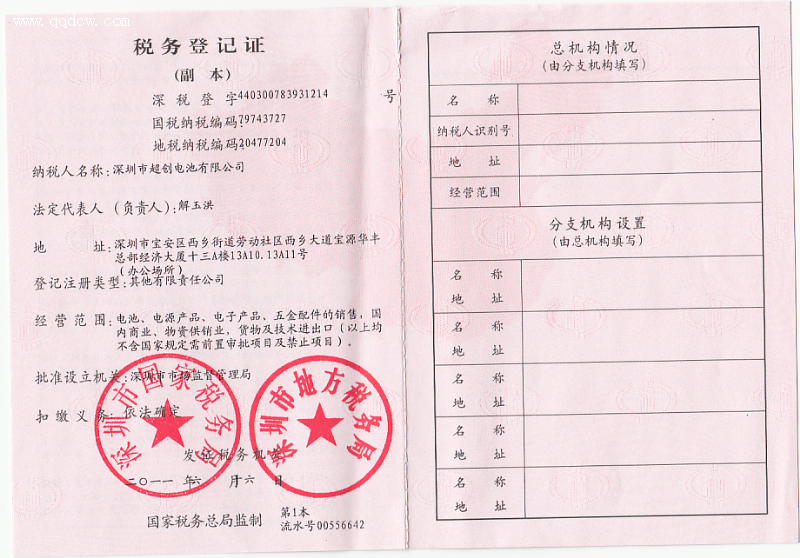 www.qqdcw.com
税务登记证
(副 本)
深 税 登 字440300783931214 号
国税纳税编码:79743727
地税纳税编码:20477204
纳税人名称:深圳市超创电池有限公司
法定代表人 (负责人):解玉洪
地 址:深圳市宝安区西乡街道劳动社区西乡大道宝源华丰
总部经济大厦十三A楼13A10.13A11号
(办公场所)
登记注册类型:其他有限责任公司
经 营 范 围:电池、电源产品、电子产品、五金配件的销售,国
内商业、物资供销业,货物及技术进出口(以上均
不含国家规定需前置审批项目及禁止项目)。
批准设立机关:深圳市市场监督管理局
扣 缴 义 务:依法确定
深圳市国家税务局
深圳市地方税务局
发证税务机关
二〇一一 年 六 月 十六 日
国家税务总局监制
第1本
流水号00556642
总机构情况
(由分支机构填写)
名 称
纳税人识别号
地 址
经营范围
分支机构设置
(由总机构填写)
名 称
地 址
名 称
地 址
名 称
地 址
名 称
地 址
名 称
地 址